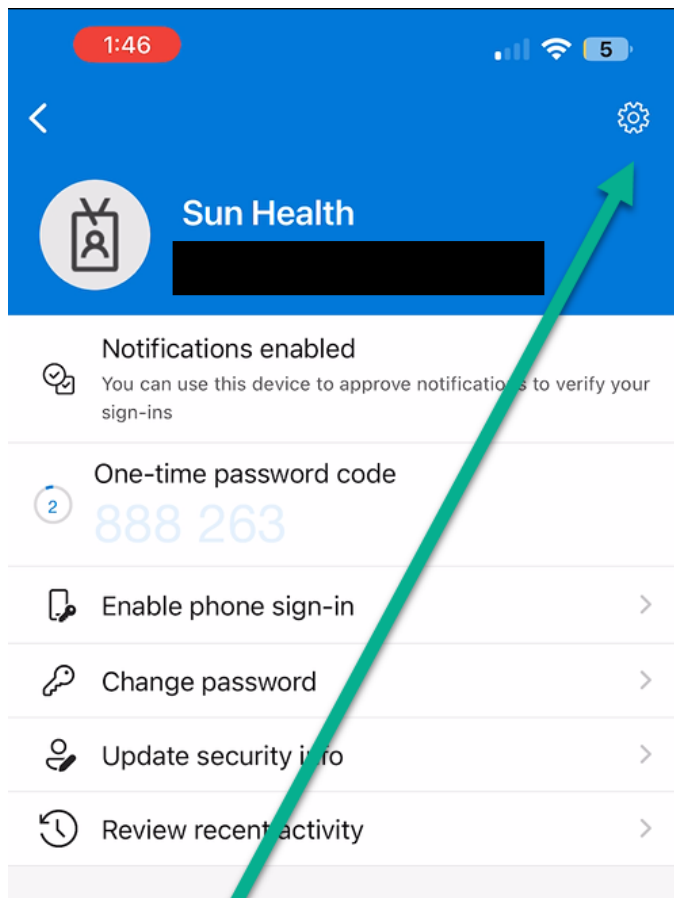 1:46
5
Sun Health
Notifications enabled
You can use this device to approve notifications to verify your
sign-ins
One-time password code
2
888 263
Enable phone sign-in
Change password
Update security info
Review recent activity